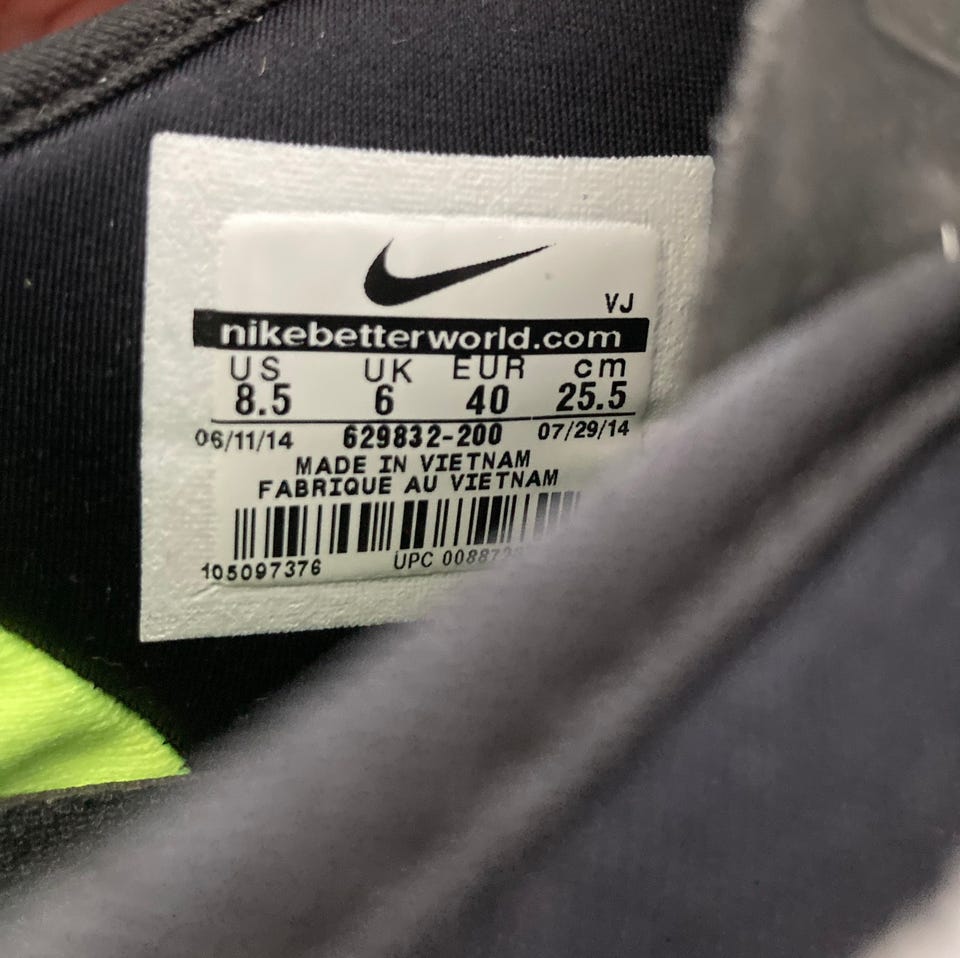 VJ
nikebetterworld.com
US UK EUR cm
8.5 6 40 25.5
06/11/14 629832-200 07/29/14
MADE IN VIETNAM
FABRIQUE AU VIETNAM
105097376 UPC